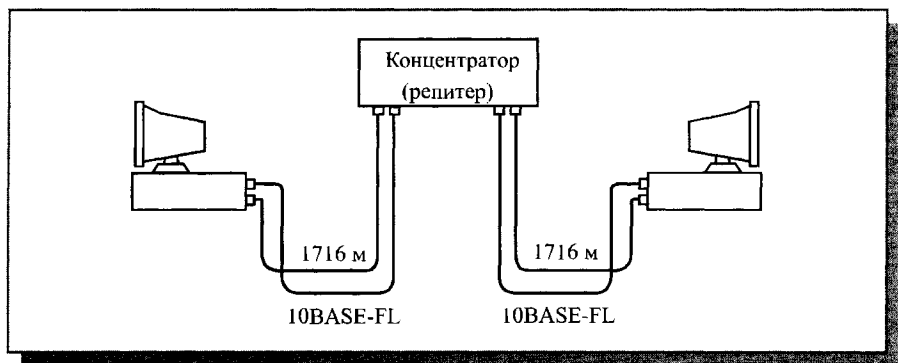 Концентратор
(репитер)
1716 м
1716 м
10BASE-FL
10BASE-FL